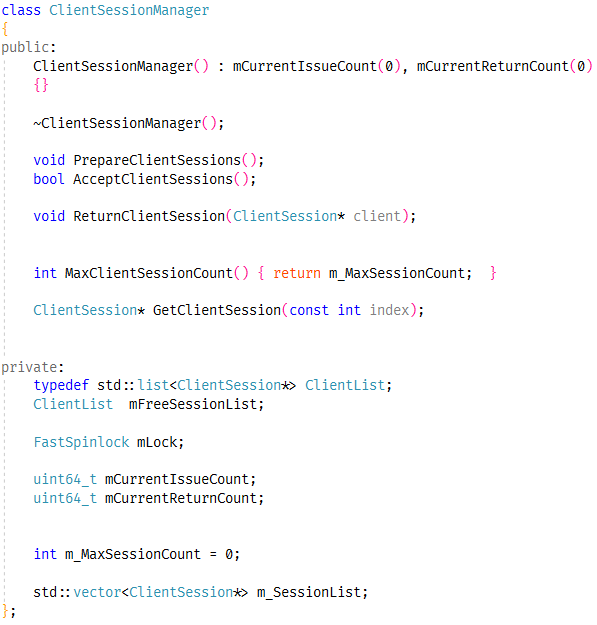 class ClientSessionManager
{
public:
    ClientSessionManager() : mCurrentIssueCount(0), mCurrentReturnCount(0)
    {}
    ~ClientSessionManager();
    void PrepareClientSessions();
    bool AcceptClientSessions();
    void ReturnClientSession(ClientSession* client);
    int MaxClientSessionCount() { return m_MaxSessionCount;  }
    ClientSession* GetClientSession(const int index);
private:
    typedef std::list<ClientSession*> ClientList;
    ClientList  mFreeSessionList;
    FastSpinlock mLock;
    uint64_t mCurrentIssueCount;
    uint64_t mCurrentReturnCount;
    int m_MaxSessionCount = 0;
    std::vector<ClientSession*> m_SessionList;
};